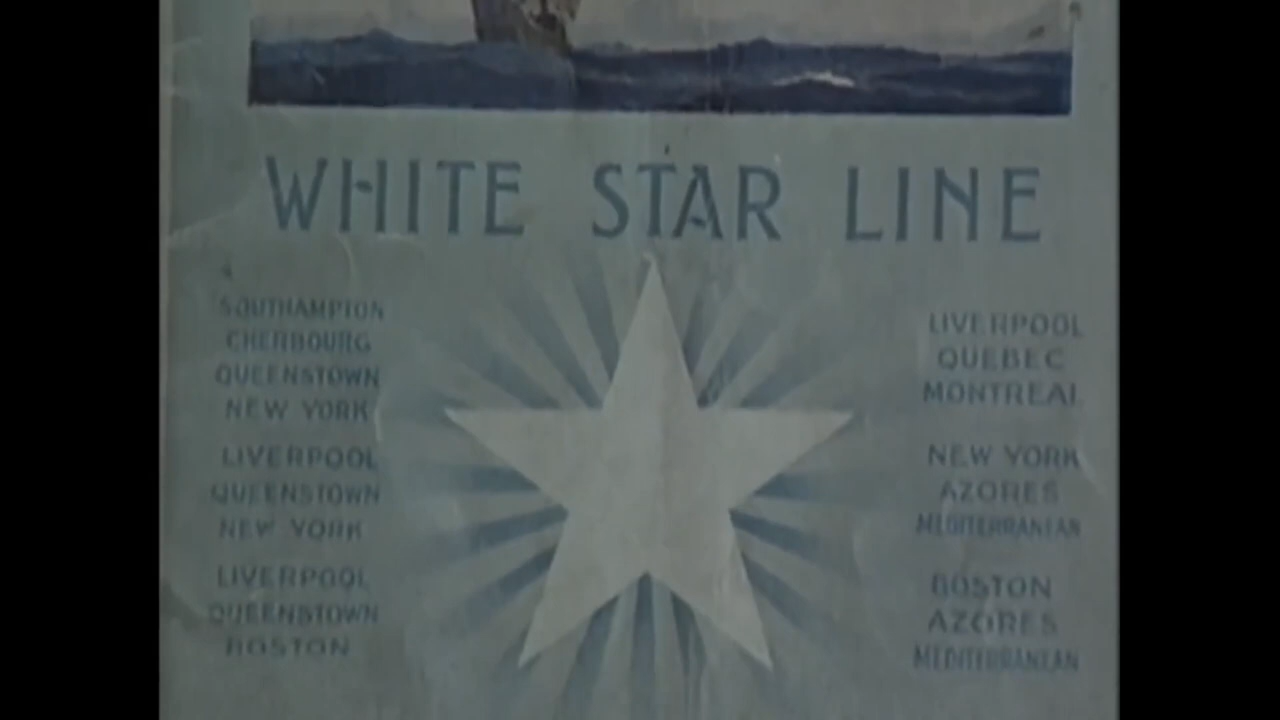 WHITE STAR LINE
SOUTHAMPTON
CHERBOURG
QUEENSTOWN
NEW YORK
LIVERPOOL
QUEENSTOWN
NEW YORK
LIVERPOOL
QUEENSTOWN
BOSTON
LIVERPOOL
QUEBEC
MONTREAL
NEW YORK
AZORES
MEDITERRANEAN
BOSTON
AZORES
MEDITERRANEAN